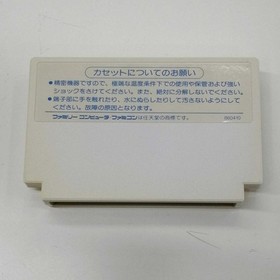 カセットについてのお願い
●精密機器ですので、極端な温度条件下での使用や保管および強い
ショックをさけてください。また、絶対に分解しないでください。
●端子部に手を触れたり、水にぬらしたりして汚さないようにして
ください。故障の原因となります。
ファミリーコンピュータ ファミコンは任天堂の商標です。